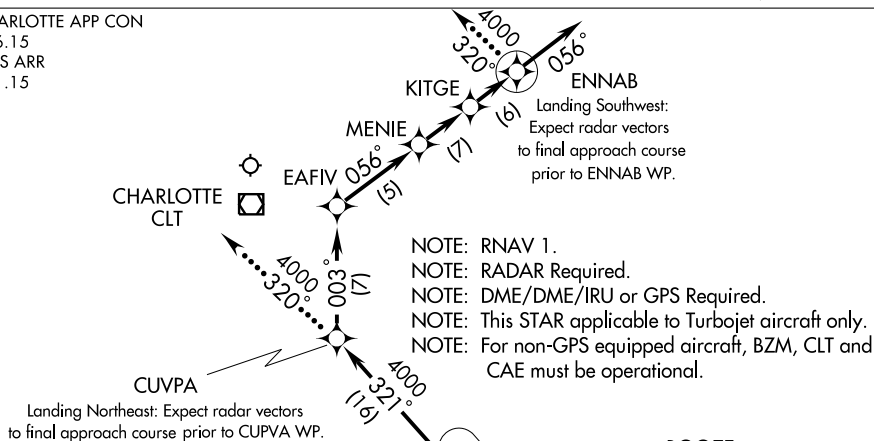 ARLOTTE APP CON
.15
S ARR
.15
4000
320°
056°
ENNAB
Landing Southwest:
Expect radar vectors
to final approach course
prior to ENNAB WP.
KITGE
(6)
MENIE
(7)
EAFIV
056°
(5)
CHARLOTTE
CLT
NOTE: RNAV 1.
NOTE: RADAR Required.
NOTE: DME/DME/IRU or GPS Required.
NOTE: This STAR applicable to Turbojet aircraft only.
NOTE: For non-GPS equipped aircraft, BZM, CLT and
CAE must be operational.
003°
(7)
4000
320°
CUVPA
Landing Northeast: Expect radar vectors
to final approach course prior to CUPVA WP.
4000
321°
(16)